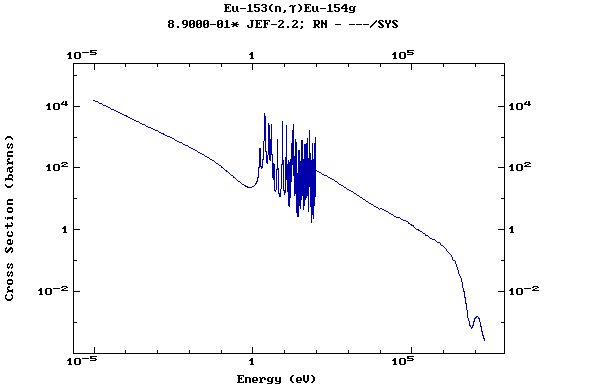 Eu-153(n,γ)Eu-154g
8.9000-01* JEF-2.2; RN - ---/SYS
10-5 1 105
104 104
102 102
1 1
10-2 10-2
10-5 1 105
Cross Section (barns)
Energy (eV)